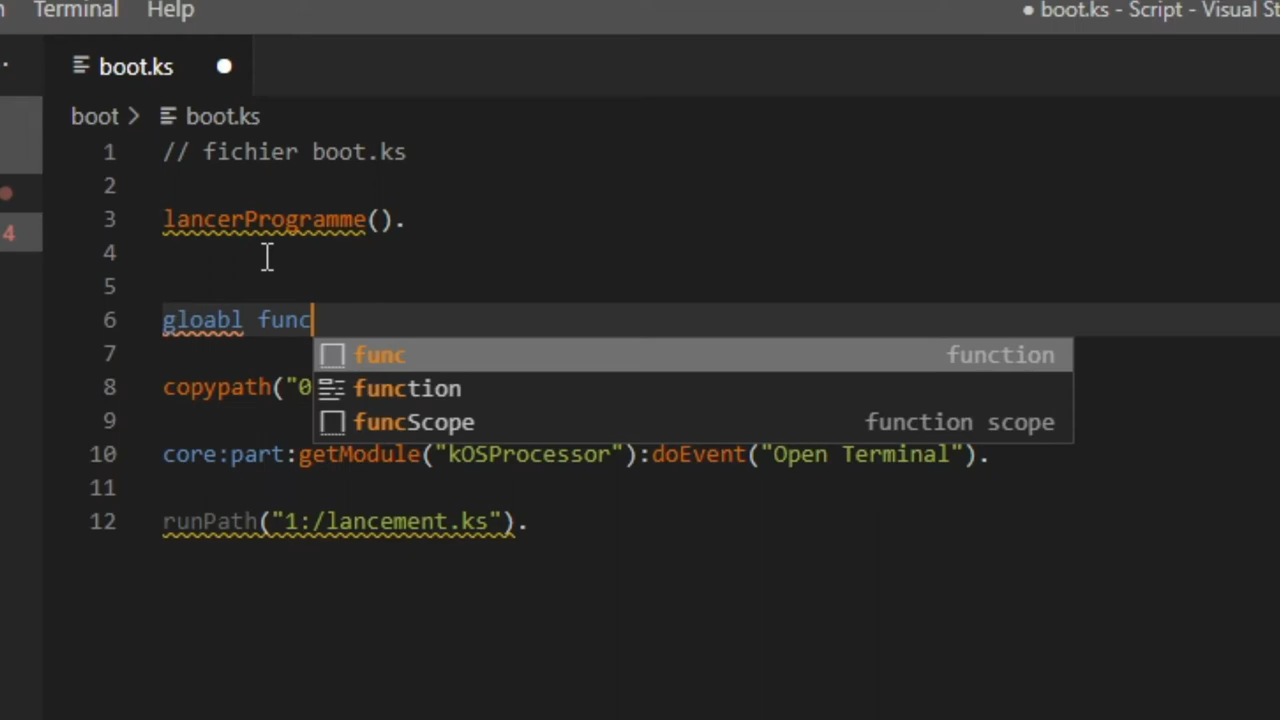 Terminal Help ● boot.ks - Script - Visual
boot.ks
boot > boot.ks
1 // fichier boot.ks
2
3 lancerProgramme().
4
4
5
6 gloabl func
7 func function
8 copypath("0 function
9 funcScope function scope
10 core:part:getModule("kOSProcessor"):doEvent("Open Terminal").
11
12 runPath("1:/lancement.ks").